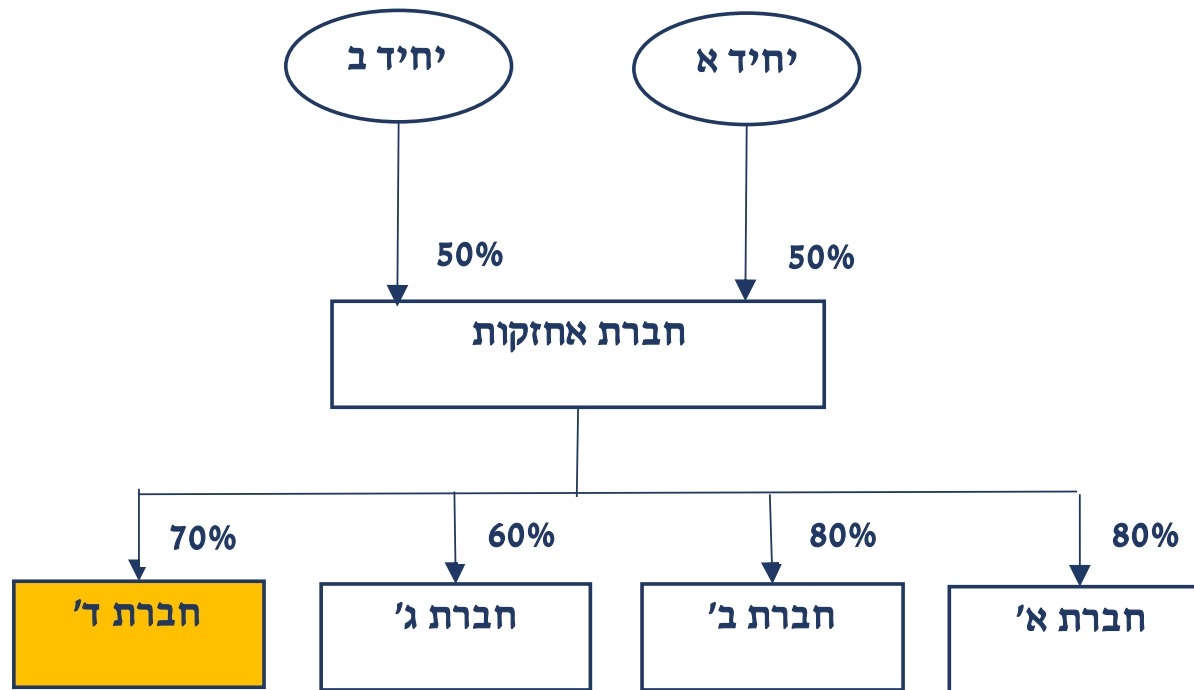 יחיד א
יחיד ב
50%
50%
חברת אחזקות
80%
80%
60%
70%
חברת א'
חברת ב'
חברת ג'
חברת ד'